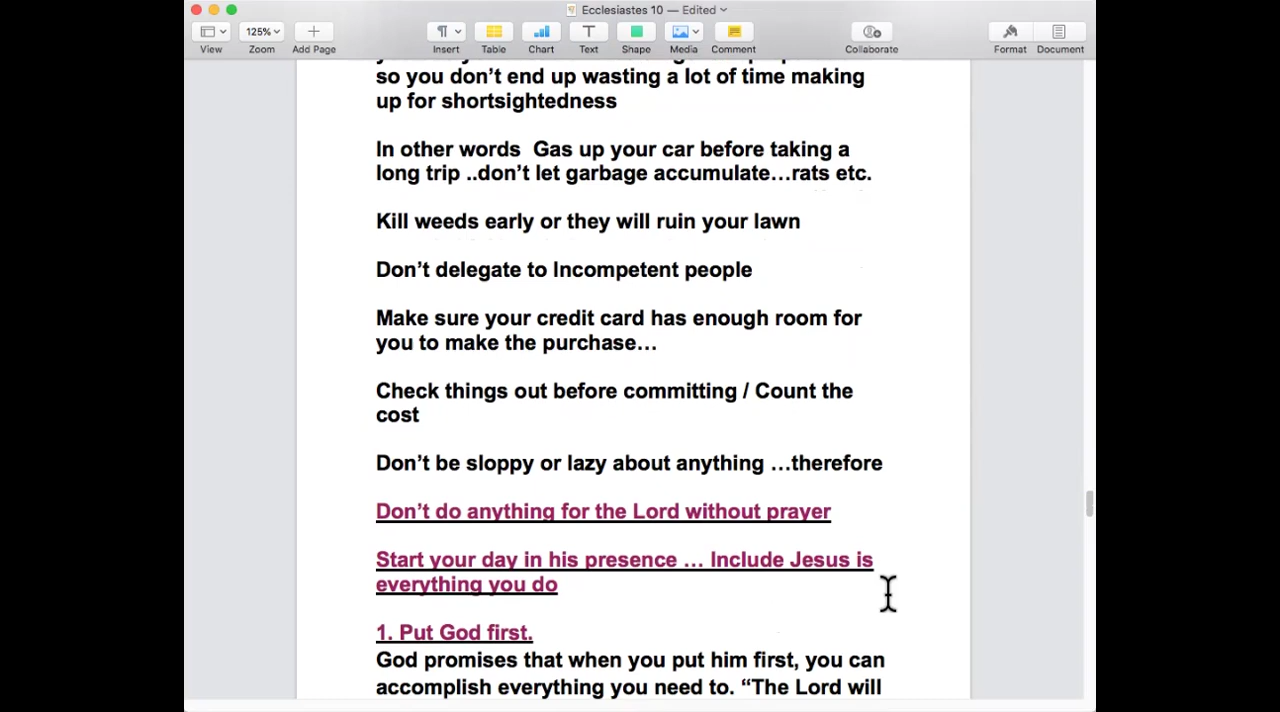 Ecclesiastes 10 — Edited
125%
View
Zoom
Add Page
Insert
Table
Chart
Text
Shape
Media
Comment
Collaborate
Format
Document
so you don't end up wasting a lot of time making
up for shortsightedness
In other words  Gas up your car before taking a
long trip ..don't let garbage accumulate…rats etc.
Kill weeds early or they will ruin your lawn
Don't delegate to Incompetent people
Make sure your credit card has enough room for
you to make the purchase…
Check things out before committing / Count the
cost
Don't be sloppy or lazy about anything …therefore
Don't do anything for the Lord without prayer
Start your day in his presence … Include Jesus is
everything you do
1. Put God first.
God promises that when you put him first, you can
accomplish everything you need to. “The Lord will